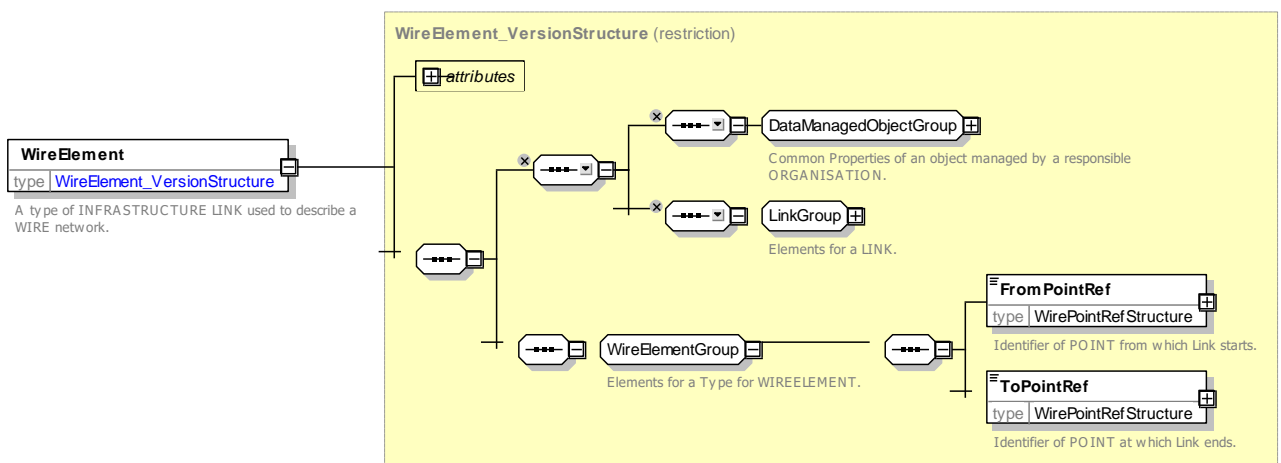 WireElement_VersionStructure (restriction)
attributes
DataManagedObjectGroup
Common Properties of an object managed by a responsible
ORGANISATION.
WireElement
type WireElement_VersionStructure
A type of INFRASTRUCTURE LINK used to describe a
WIRE network.
LinkGroup
Elements for a LINK.
FromPointRef
type WirePointRefStructure
Identifier of POINT from which Link starts.
WireElementGroup
Elements for a Type for WIREELEMENT.
ToPointRef
type WirePointRefStructure
Identifier of POINT at which Link ends.